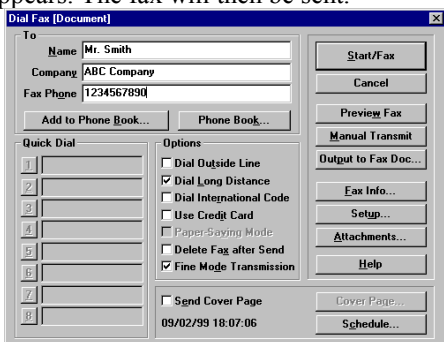 appears. The fax will then be sent.
Dial Fax [Document]
To
Name Mr. Smith
Company ABC Company
Fax Phone 1234567890
Add to Phone Book... Phone Book...
Start/Fax
Cancel
Preview Fax
Manual Transmit
Output to Fax Doc...
Fax Info...
Setup...
Attachments...
Help
Quick Dial
1
2
3
4
5
6
7
8
Options
Dial Outside Line
Dial Long Distance
Dial International Code
Use Credit Card
Paper-Saving Mode
Delete Fax after Send
Fine Mode Transmission
Send Cover Page
Cover Page...
09/02/99 18:07:06
Schedule...